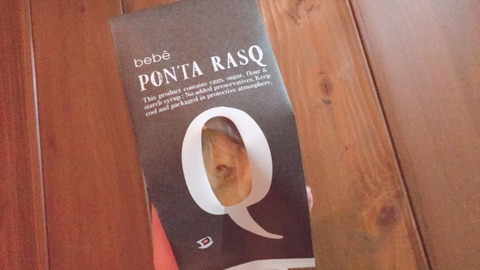 bebê
PONTA RASQ
This product contains eggs, sugar, flour &
starch syrup : No added preservatives. Keep
cool and packaged in protective atmosphere.
Q